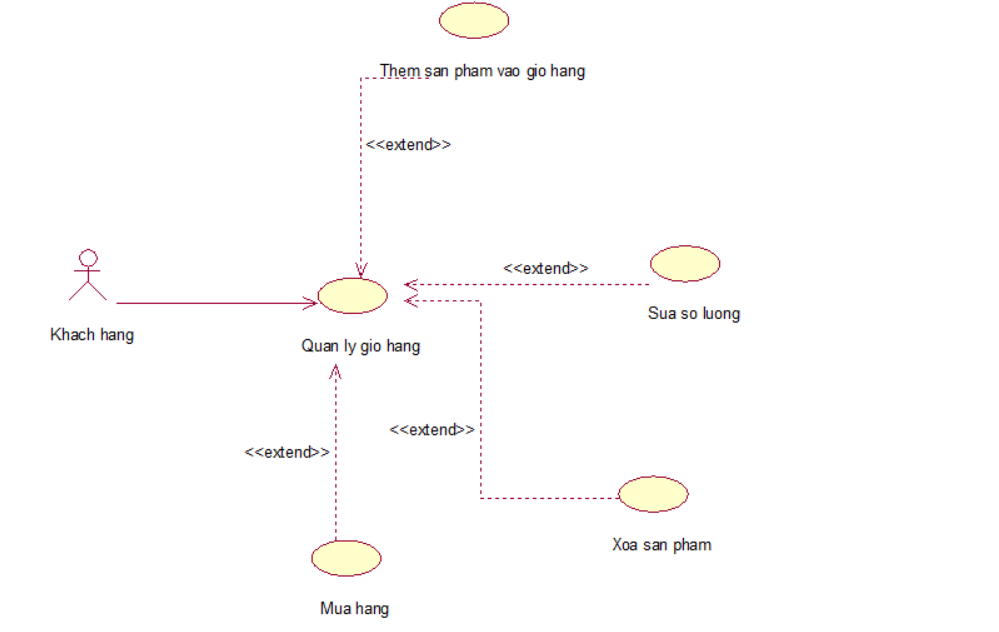 Them san pham vao gio hang
<<extend>>
<<extend>>
Sua so luong
Khach hang
Quan ly gio hang
<<extend>>
<<extend>>
Xoa san pham
Mua hang